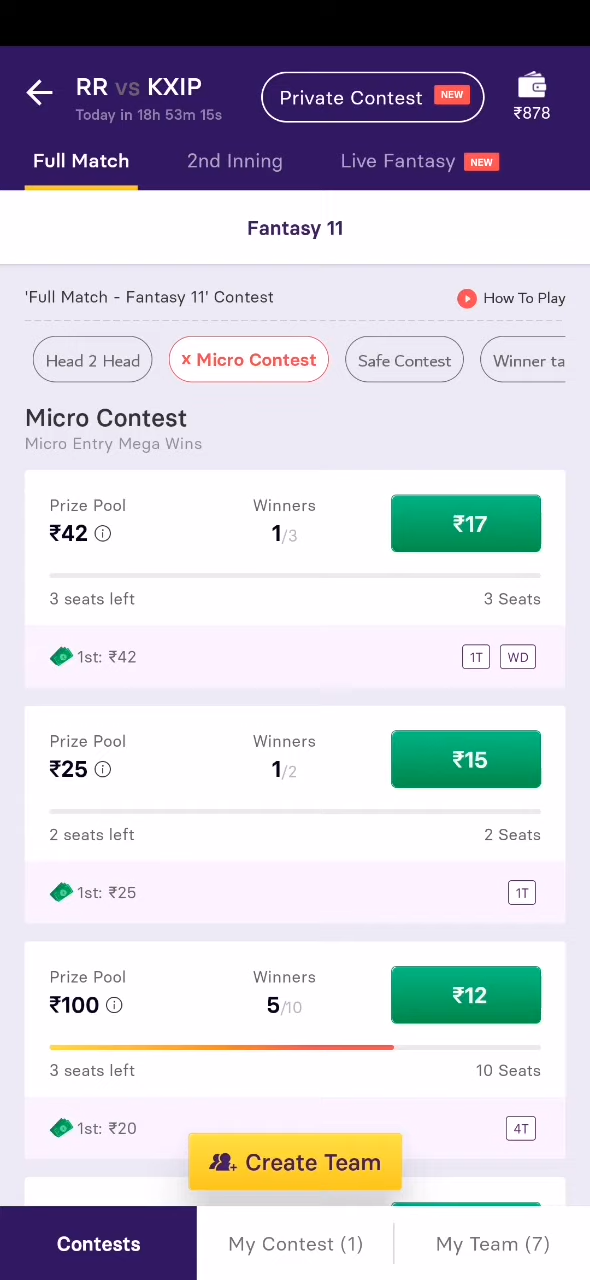 RR vs KXIP
Today in 18h 53m 15s
Private Contest NEW
₹878
Full Match
2nd Inning
Live Fantasy NEW
Fantasy 11
'Full Match - Fantasy 11' Contest
How To Play
Head 2 Head
x Micro Contest
Safe Contest
Winner ta
Micro Contest
Micro Entry Mega Wins
Prize Pool
Winners
₹42
1/3
₹17
3 seats left
3 Seats
1st: ₹42
1T
WD
Prize Pool
Winners
₹25
1/2
₹15
2 seats left
2 Seats
1st: ₹25
1T
Prize Pool
Winners
₹100
5/10
₹12
3 seats left
10 Seats
1st: ₹20
4T
Create Team
Contests
My Contest (1)
My Team (7)